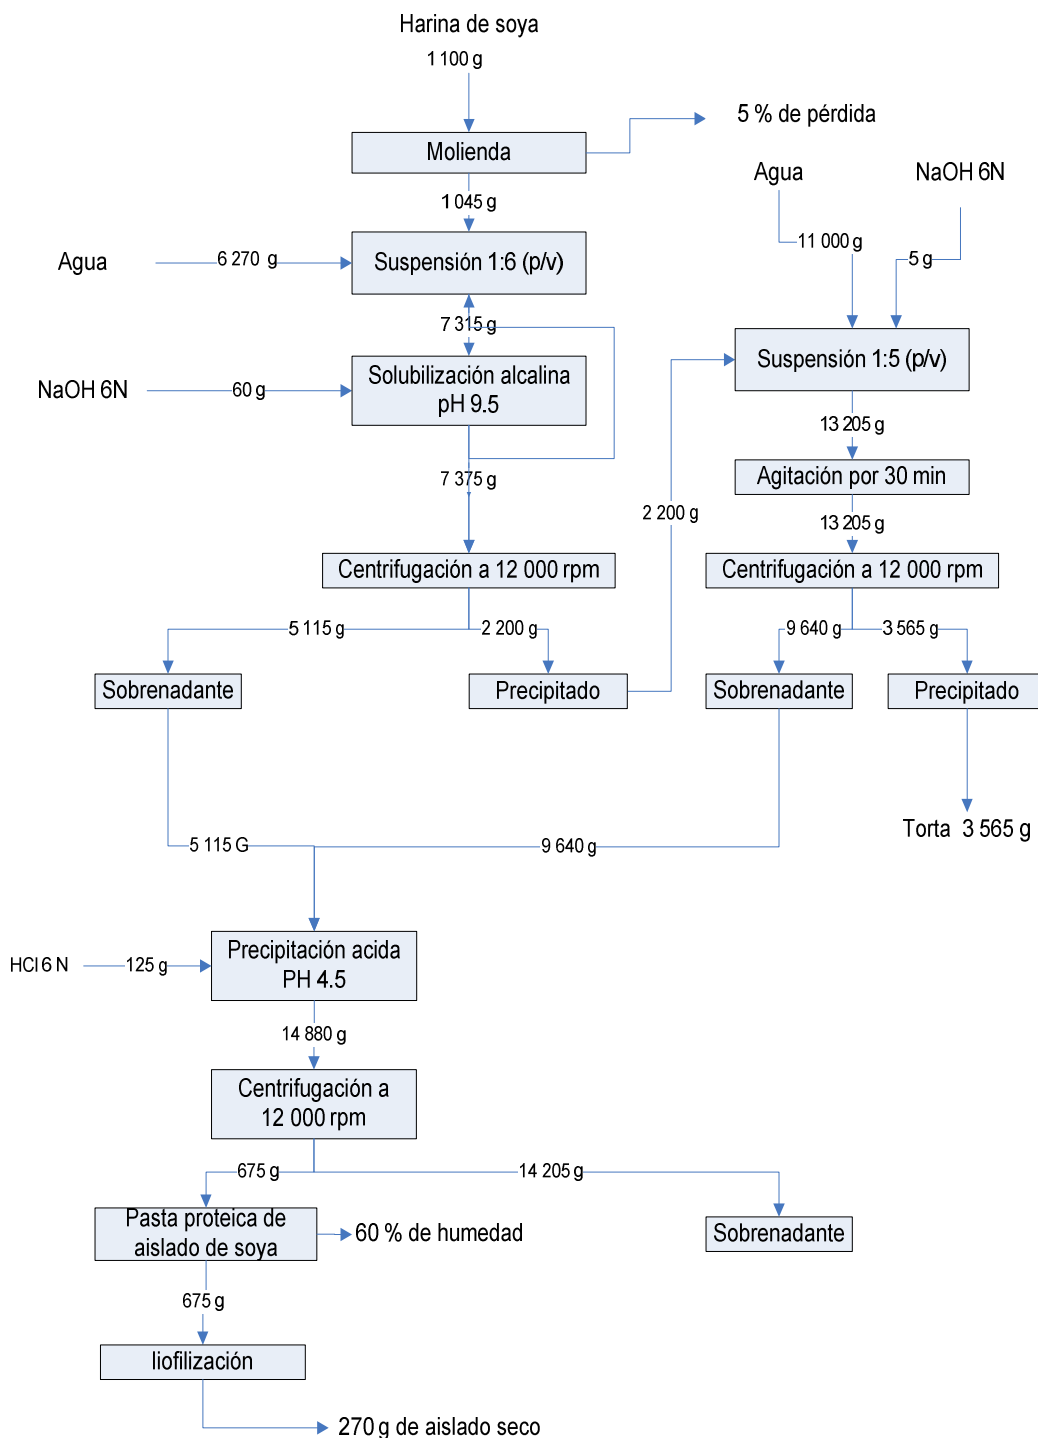 Harina de soya
1 100 g
5 % de pérdida
Molienda
Agua
NaOH 6N
1 045 g
11 000 g
Agua
6 270 g
Suspensión 1:6 (p/v)
5 g
7 315 g
Suspensión 1:5 (p/v)
NaOH 6N
60 g
Solubilización alcalina
pH 9.5
13 205 g
7 375 g
Agitación por 30 min
2 200 g
13 205 g
Centrifugación a 12 000 rpm
Centrifugación a 12 000 rpm
5 115 g
2 200 g
9 640 g
3 565 g
Sobrenadante
Precipitado
Sobrenadante
Precipitado
Torta 3 565 g
5 115 G
9 640 g
Precipitación acida
PH 4.5
HCl 6 N
125 g
14 880 g
Centrifugación a
12 000 rpm
675 g
14 205 g
Pasta proteica de
aislado de soya
60 % de humedad
Sobrenadante
675 g
liofilización
270 g de aislado seco